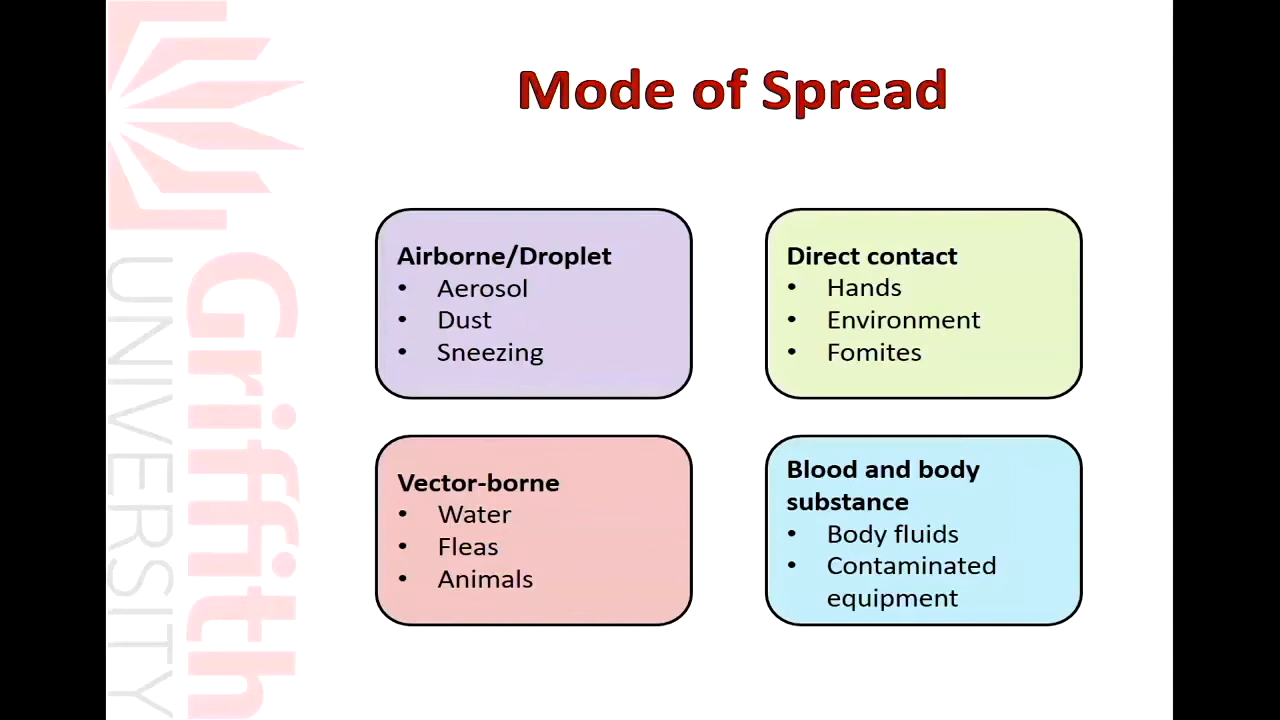 Mode of Spread
Airborne/Droplet
• Aerosol
• Dust
• Sneezing
Direct contact
• Hands
• Environment
• Fomites
Vector-borne
• Water
• Fleas
• Animals
Blood and body
substance
• Body fluids
• Contaminated
equipment
Griffith
UNIVERSITY